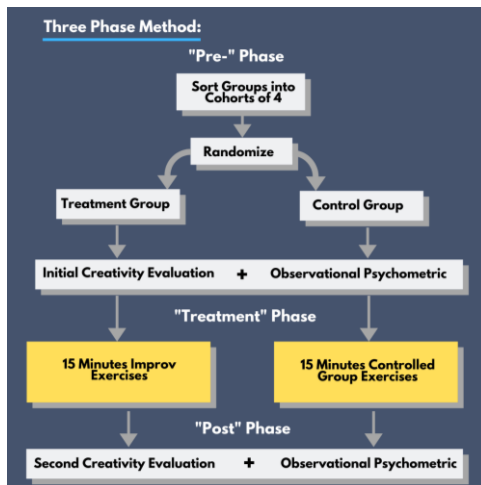 Three Phase Method:
"Pre-" Phase
Sort Groups into
Cohorts of 4
Randomize
Treatment Group
Control Group
Initial Creativity Evaluation + Observational Psychometric
"Treatment" Phase
15 Minutes Improv
Exercises
15 Minutes Controlled
Group Exercises
"Post" Phase
Second Creativity Evaluation + Observational Psychometric